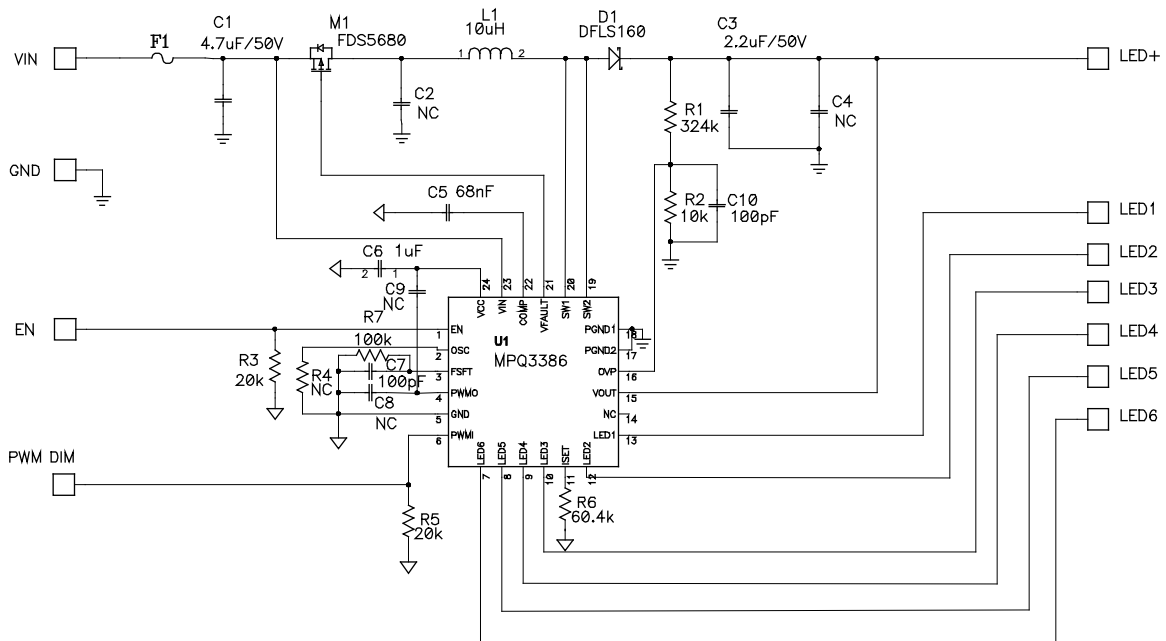 C1
4.7uF/50V
M1
FDS5680
L1
10uH
D1
DFLS160
C3
2.2uF/50V
F1
VIN
1
2
LED+
C2
NC
R1
324k
C4
NC
GND
C5 68nF
R2
10k
C10
100pF
LED1
C6 1uF
2
1
C9
NC
24
23
22
21
20
19
LED2
VCC
VIN
COMP
VFAULT
SW1
SW2
LED3
R7
100k
EN
EN
1
U1
MPQ3386
PGND1
18
LED4
OSC
2
PGND2
17
R3
20k
R4
NC
C7
100pF
FSFT
3
OVP
16
LED5
C8
NC
PWMO
4
VOUT
15
GND
5
NC
14
LED6
PWMI
6
LED1
13
LED6
LED5
LED4
LED3
ISET
LED2
7
8
9
10
11
12
PWM DIM
R5
20k
R6
60.4k